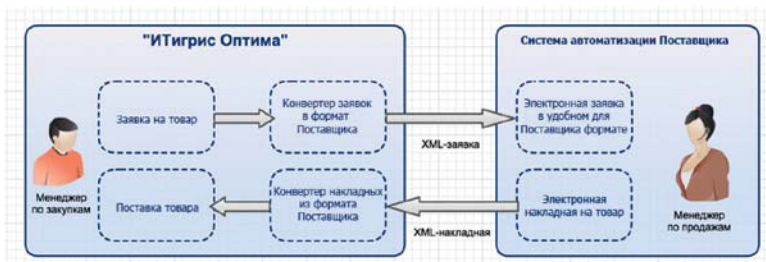 "ИТигрис Оптима"
Система автоматизации Поставщика
Заявка на товар
Конвертер заявок
в формат
Поставщика
XML-заявка
Электронная заявка
в удобном для
Поставщика формате
Менеджер
по закупкам
Поставка товара
Конвертер накладных
из формата
Поставщика
XML-накладная
Электронная
накладная на товар
Менеджер
по продажам